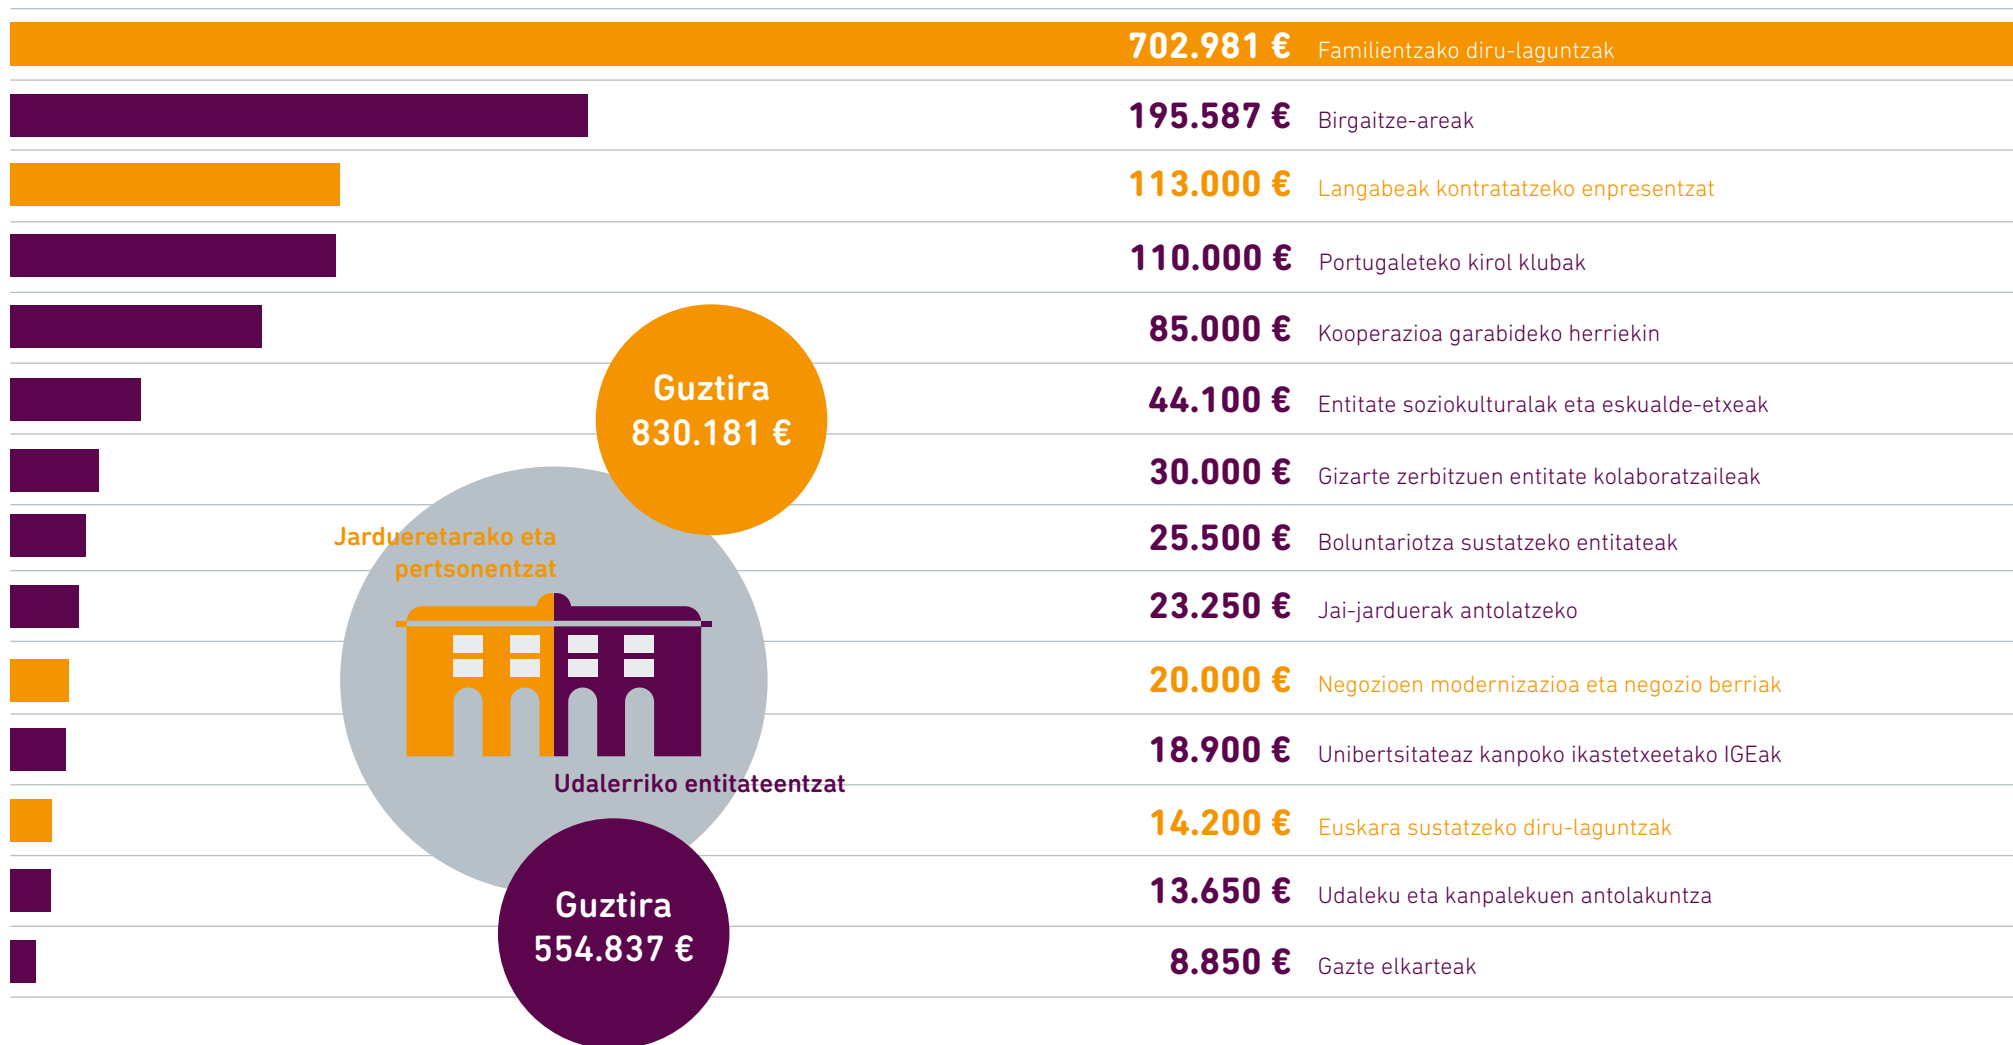 702.981 € Familientzako diru-laguntzak
195.587 € Birgaitze-areak
113.000 € Langabeak kontratatzeko enpresentzat
110.000 € Portugaleteko kirol klubak
85.000 € Kooperazioa garabideko herriekin
44.100 € Entitate soziokulturalak eta eskualde-etxeak
30.000 € Gizarte zerbitzuen entitate kolaboratzaileak
25.500 € Boluntariotza sustatzeko entitateak
23.250 € Jai-jarduerak antolatzeko
20.000 € Negozioen modernizazioa eta negozio berriak
18.900 € Unibertsitateaz kanpoko ikastetxeetako IGEak
14.200 € Euskara sustatzeko diru-laguntzak
13.650 € Udaleku eta kanpalekuen antolakuntza
8.850 € Gazte elkarteak
Guztira
830.181 €
Jardueretarako eta
pertsonentzat
Udalerriko entitateentzat
Guztira
554.837 €